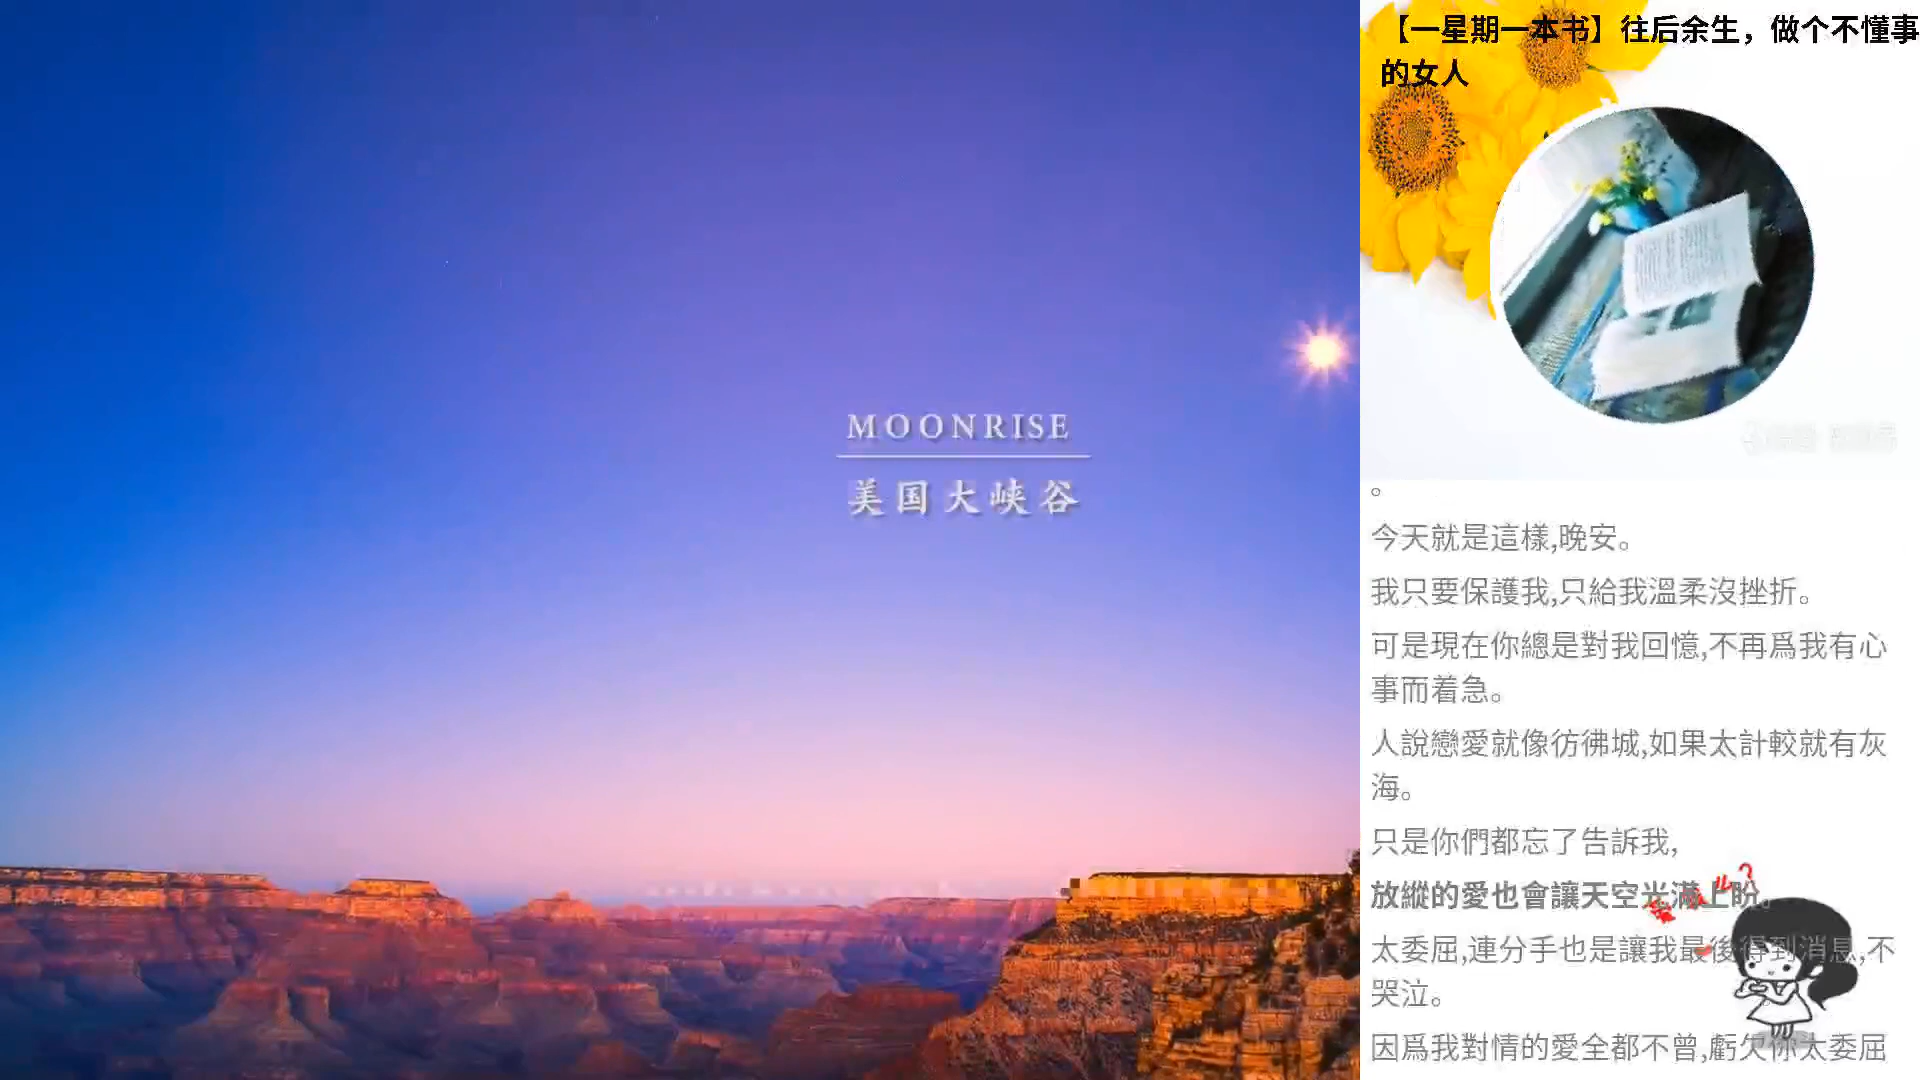 MOONRISE
美国大峡谷
【一星期一本书】往后余生，做个不懂事
的女人
。
今天就是這樣,晚安。
我只要保護我,只給我溫柔沒挫折。
可是現在你總是對我回憶,不再爲我有心
事而着急。
人說戀愛就像彷彿城,如果太計較就有灰
海。
只是你們都忘了告訴我,
放縱的愛也會讓天空光滿上盼。
太委屈,連分手也是讓我最後得到消息,不
哭泣。
因爲我對情的愛全都不曾,虧欠你太委屈